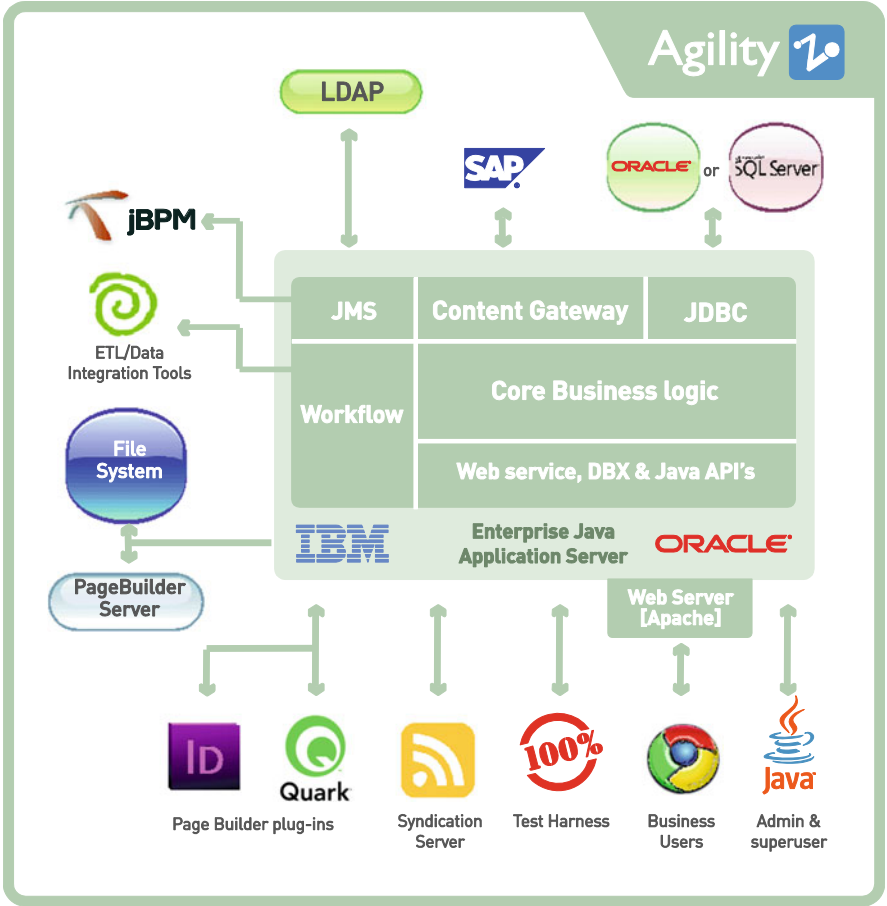 Agility
LDAP
SAP
ORACLE
or
SQL Server
jBPM
JMS
Content Gateway
JDBC
ETL/Data
Integration Tools
Workflow
Core Business logic
File
System
Web service, DBX & Java API's
IBM
Enterprise Java
Application Server
ORACLE
PageBuilder
Server
Web Server
[Apache]
ID
Quark
100%
Java
Page Builder plug-ins
Syndication
Server
Test Harness
Business
Users
Admin &
superuser